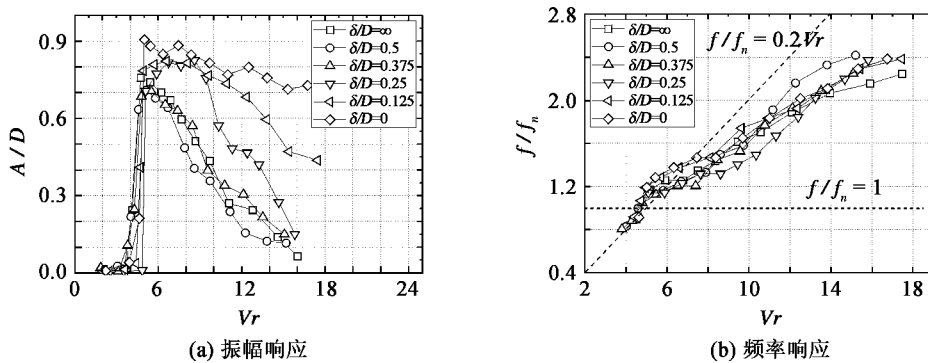 A / D
0.9
0.6
0.3
0.0
0 6 12 18 24
Vr
δ/D=∞
δ/D=0.5
δ/D=0.375
δ/D=0.25
δ/D=0.125
δ/D=0
(a) 振幅响应
f / fₙ
2.8
2.0
1.2
0.4
2 6 10 14 18
Vr
δ/D=∞
δ/D=0.5
δ/D=0.375
δ/D=0.25
δ/D=0.125
δ/D=0
f / fₙ = 0.2Vr
f / fₙ = 1
(b) 频率响应